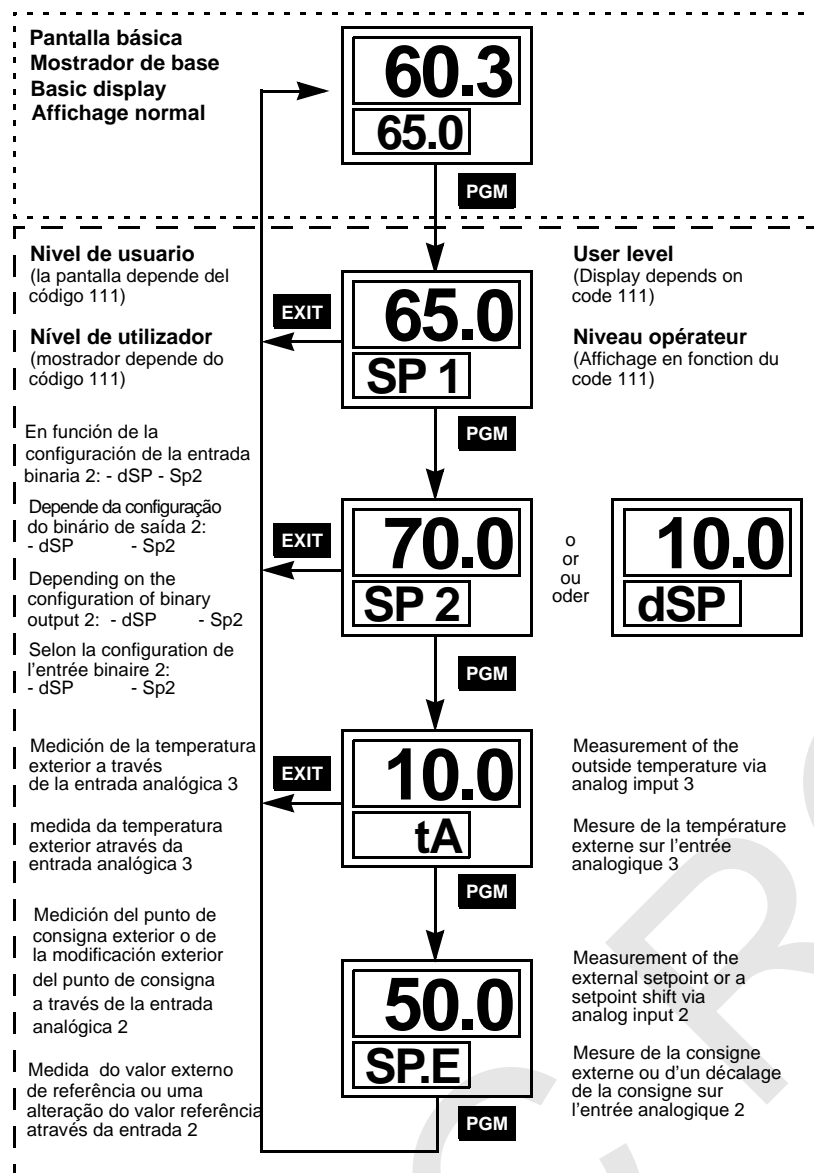 Pantalla básica
Mostrador de base
Basic display
Affichage normal
60.3
65.0
PGM
Nivel de usuario
(la pantalla depende del
código 111)
Nível de utilizador
(mostrador depende do
código 111)
EXIT
65.0
SP 1
User level
(Display depends on
code 111)
Niveau opérateur
(Affichage en fonction du
code 111)
PGM
En función de la
configuración de la entrada
binaria 2: - dSP - Sp2
Depende da configuração
do binário de saída 2:
- dSP - Sp2
Depending on the
configuration of binary
output 2: - dSP - Sp2
Selon la configuration de
l'entrée binaire 2:
- dSP - Sp2
EXIT
70.0
SP 2
o
or
ou
oder
10.0
dSP
PGM
Medición de la temperatura
exterior a través
de la entrada analógica 3
medida da temperatura
exterior através da
entrada analógica 3
EXIT
10.0
tA
Measurement of the
outside temperature via
analog imput 3
Mesure de la température
externe sur l'entrée
analogique 3
PGM
Medición del punto de
consigna exterior o de
la modificación exterior
del punto de consigna
a través de la entrada
analógica 2
Medida do valor externo
de referência ou uma
alteração do valor referência
através da entrada 2
50.0
SP.E
Measurement of the
external setpoint or a
setpoint shift via
analog input 2
Mesure de la consigne
externe ou d'un décalage
de la consigne sur
l'entrée analogique 2
PGM